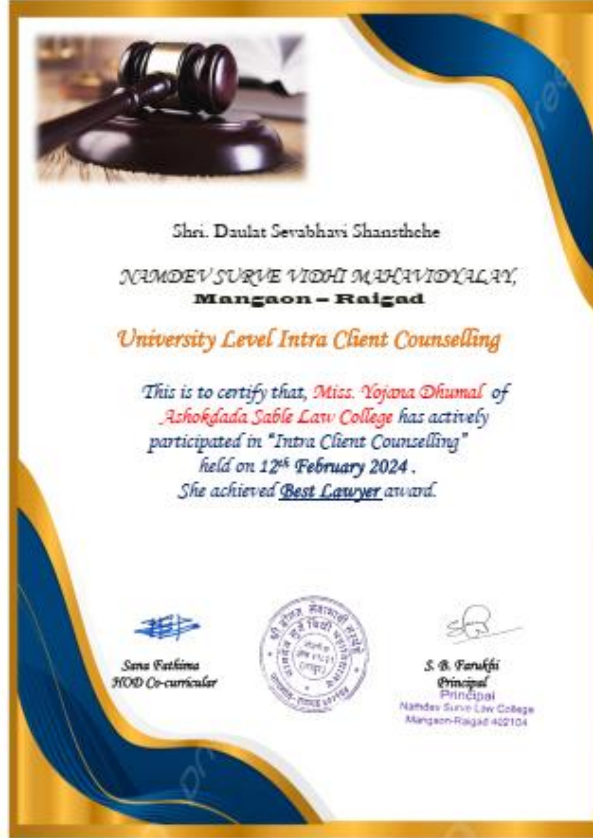 Shri. Daulat Sevabhavi Shansthche
NAMDEV SURVE VIDHI MAHAVIDYALAY,
Mangaon – Raigad
University Level Intra Client Counselling
This is to certify that, Miss. Yojana Dhumal of
Ashokdada Sable Law College has actively
participated in "Intra Client Counselling"
held on 12th February 2024 .
She achieved Best Lawyer award.
Sana Fathima
HOD Co-curricular
S. B. Farukhi
Principal
Principal
Namdev Surve Law College
Mangaon-Raigad 402104